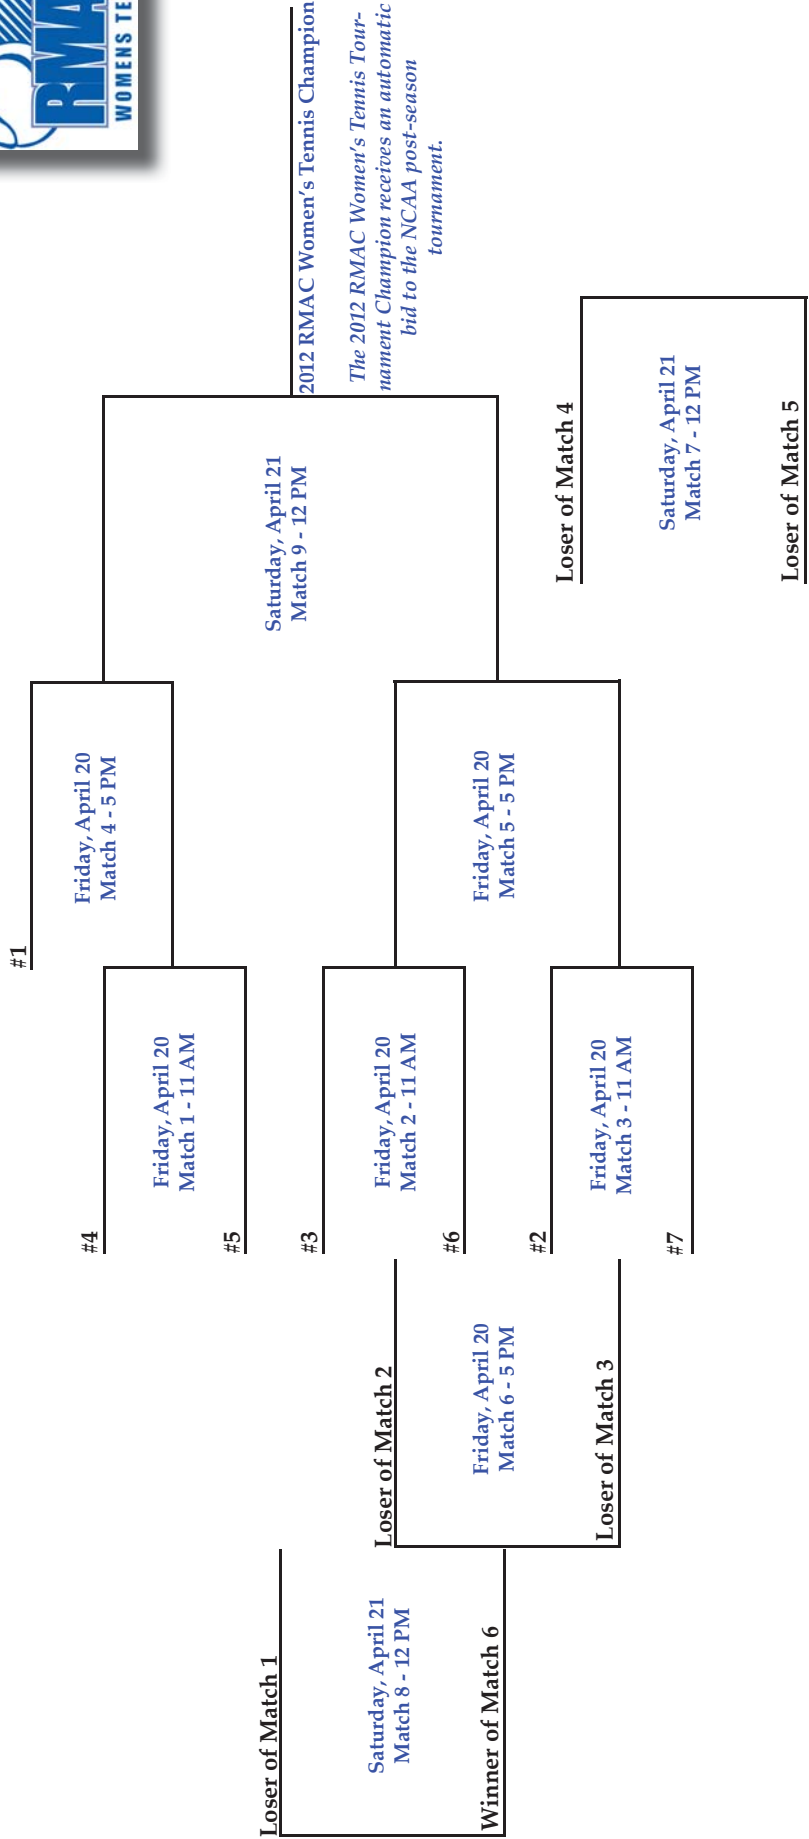 RMA
WOMENS TE
2012 RMAC Women's Tennis Champion
The 2012 RMAC Women's Tennis Tour-
nament Champion receives an automatic
bid to the NCAA post-season
tournament.
#1
Friday, April 20
Match 4 - 5 PM
#4
Friday, April 20
Match 1 - 11 AM
#5
Saturday, April 21
Match 9 - 12 PM
#3
Friday, April 20
Match 2 - 11 AM
#6
Friday, April 20
Match 5 - 5 PM
#2
Friday, April 20
Match 3 - 11 AM
#7
Loser of Match 1
Saturday, April 21
Match 8 - 12 PM
Winner of Match 6
Loser of Match 2
Friday, April 20
Match 6 - 5 PM
Loser of Match 3
Loser of Match 4
Saturday, April 21
Match 7 - 12 PM
Loser of Match 5